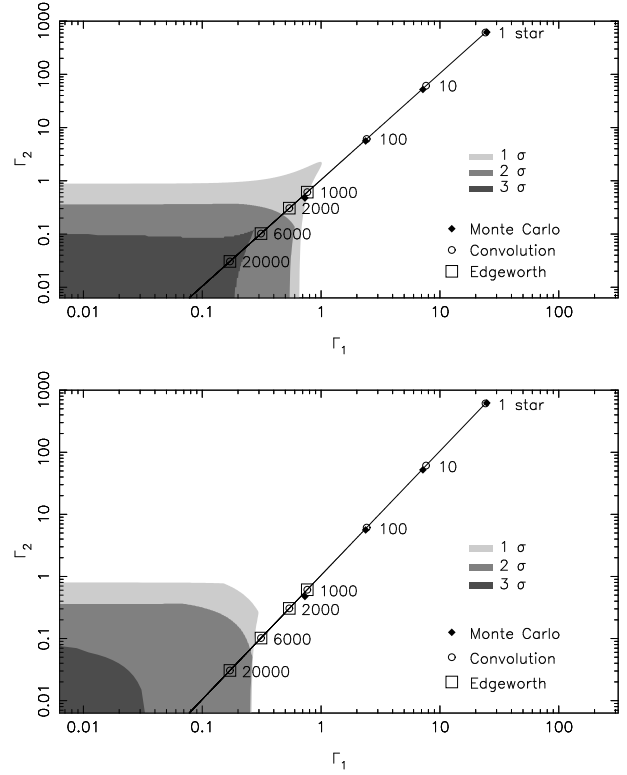 1000
1 star
10
100
100
10
1 σ
2 σ
3 σ
Γ2
1
1000
2000
Monte Carlo
0.1
6000
Convolution
20000
Edgeworth
0.01
0.01
0.1
1
10
100
Γ1
1000
1 star
10
100
100
10
1 σ
2 σ
3 σ
Γ2
1
1000
2000
Monte Carlo
0.1
6000
Convolution
20000
Edgeworth
0.01
0.01
0.1
1
10
100
Γ1